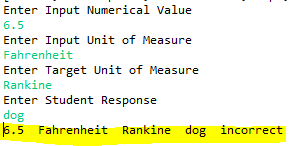 Enter Input Numerical Value
6.5
Enter Input Unit of Measure
Fahrenheit
Enter Target Unit of Measure
Rankine
Enter Student Response
dog
6.5 Fahrenheit Rankine dog incorrect